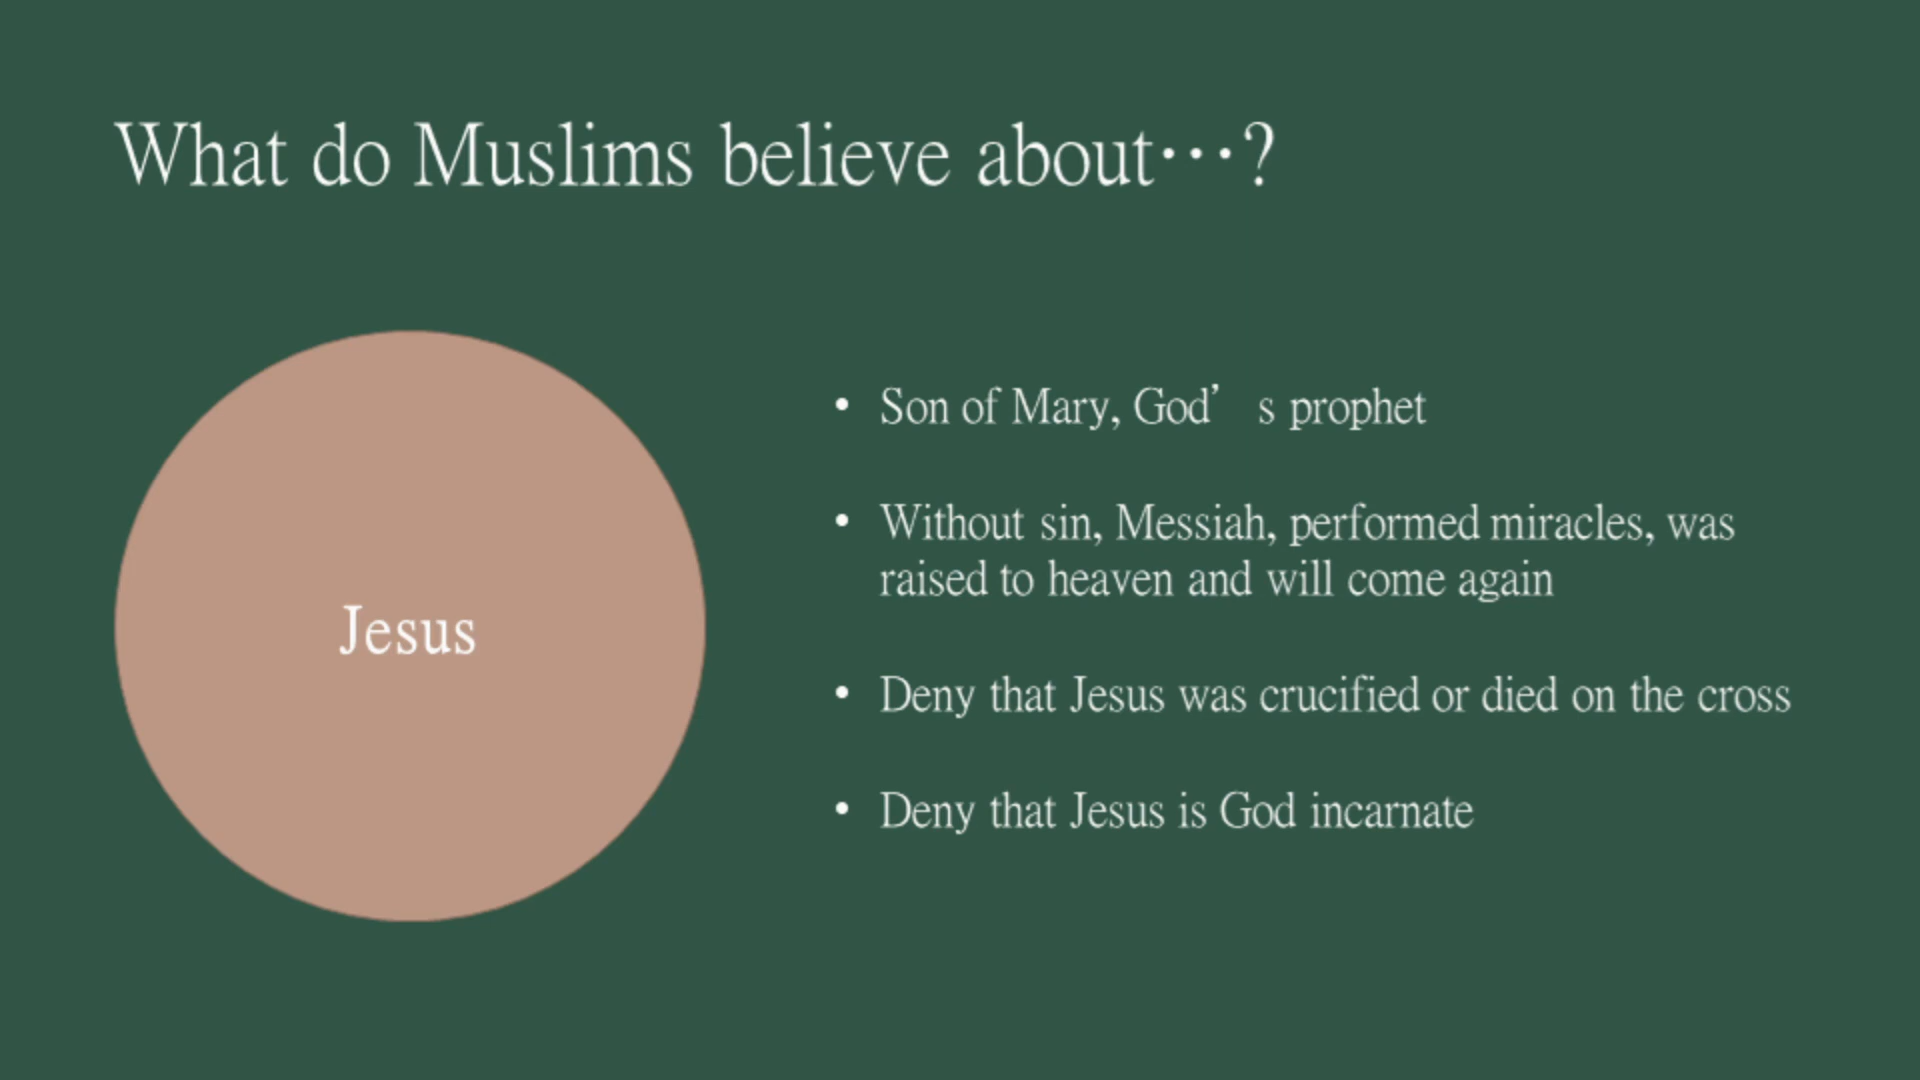 What do Muslims believe about···?
Jesus
• Son of Mary, God’ s prophet
• Without sin, Messiah, performed miracles, was
raised to heaven and will come again
• Deny that Jesus was crucified or died on the cross
• Deny that Jesus is God incarnate